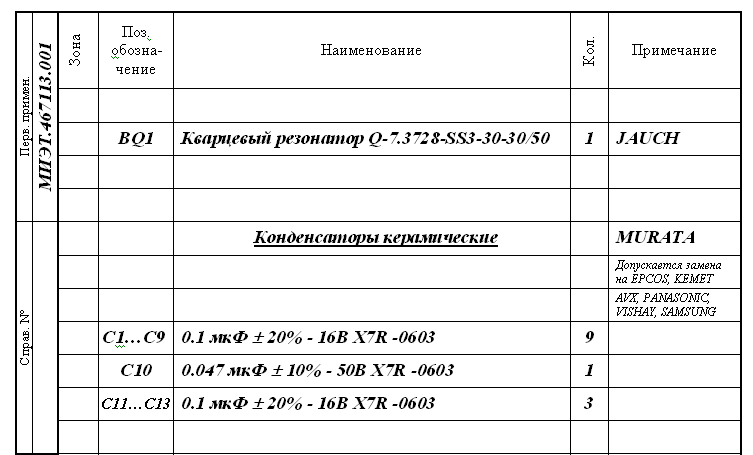 Перв. примен.
МПЭТ.467113.001
Справ. №
Зона
Поз.
обозна-
чение
Наименование
Кол.
Примечание
BQ1 Кварцевый резонатор Q-7.3728-SS3-30-30/50 1 JAUCH
Конденсаторы керамические MURATA
Допускается замена
на EPCOS, KEMET
AVX, PANASONIC,
VISHAY, SAMSUNG
C1…C9 0.1 мкФ ± 20% - 16В X7R -0603 9
C10 0.047 мкФ ± 10% - 50В X7R -0603 1
C11…C13 0.1 мкФ ± 20% - 16В X7R -0603 3